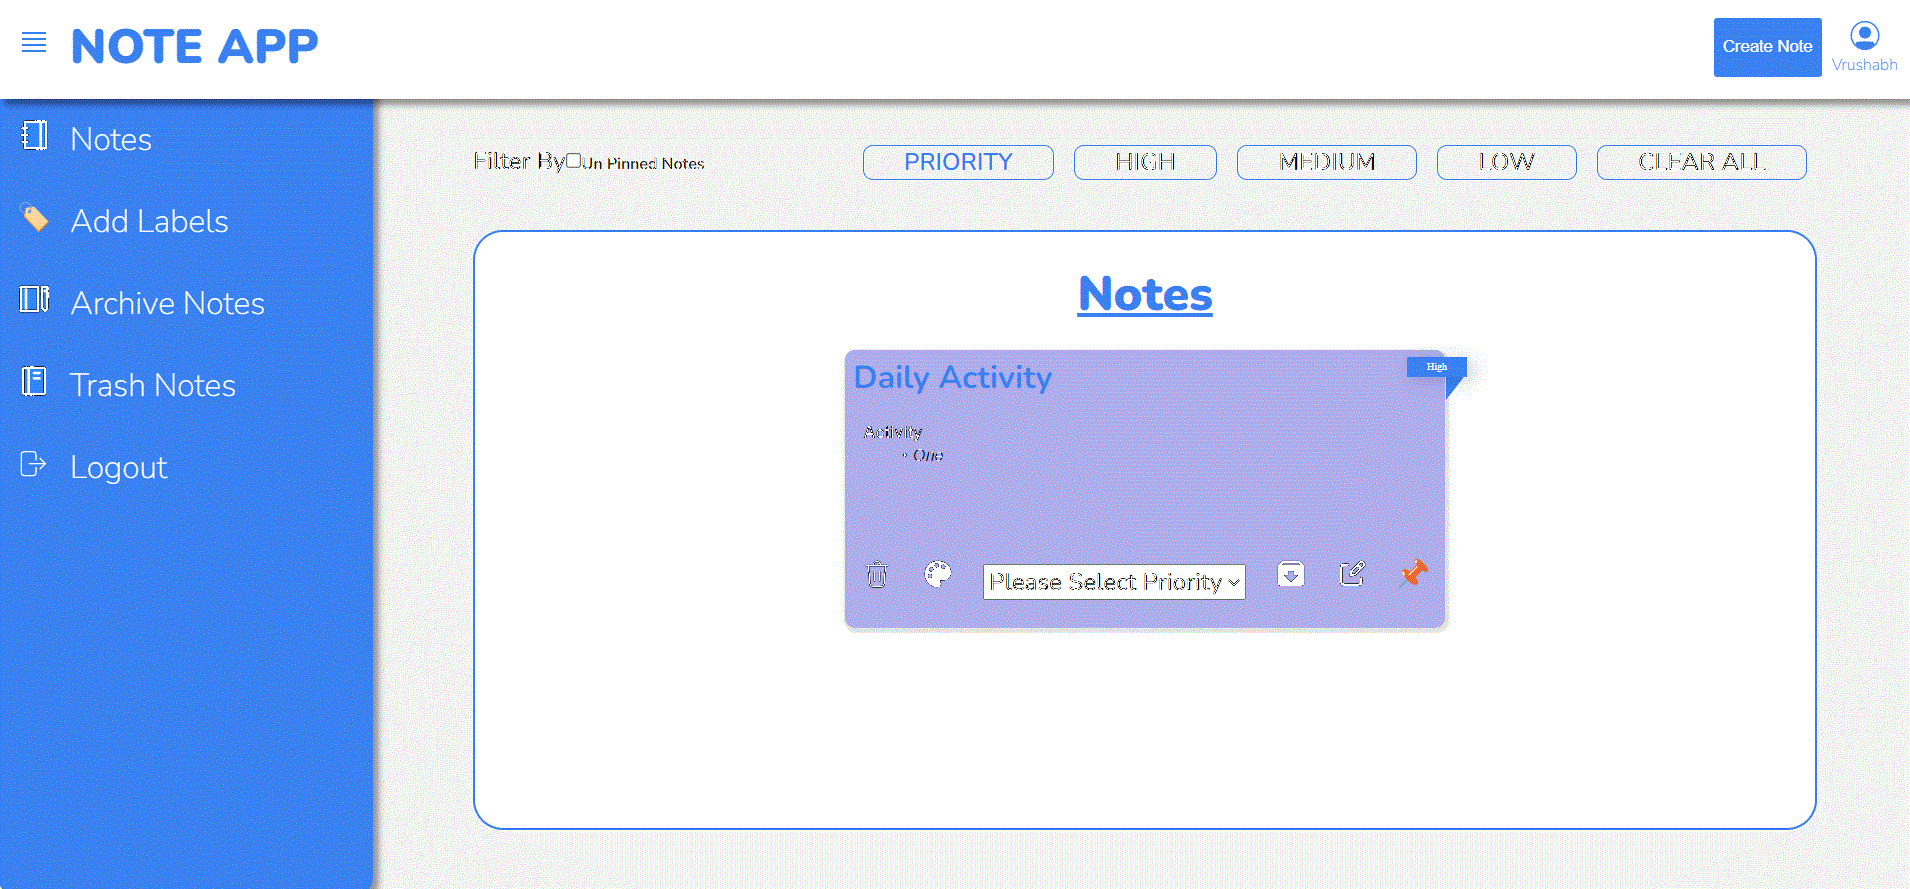 NOTE APP
Create Note
Vrushabh
Notes
Add Labels
Archive Notes
Trash Notes
Logout
Filter By Un Pinned Notes
PRIORITY
HIGH
MEDIUM
LOW
CLEAR ALL
Notes
Daily Activity
High
Activity
• One
Please Select Priority